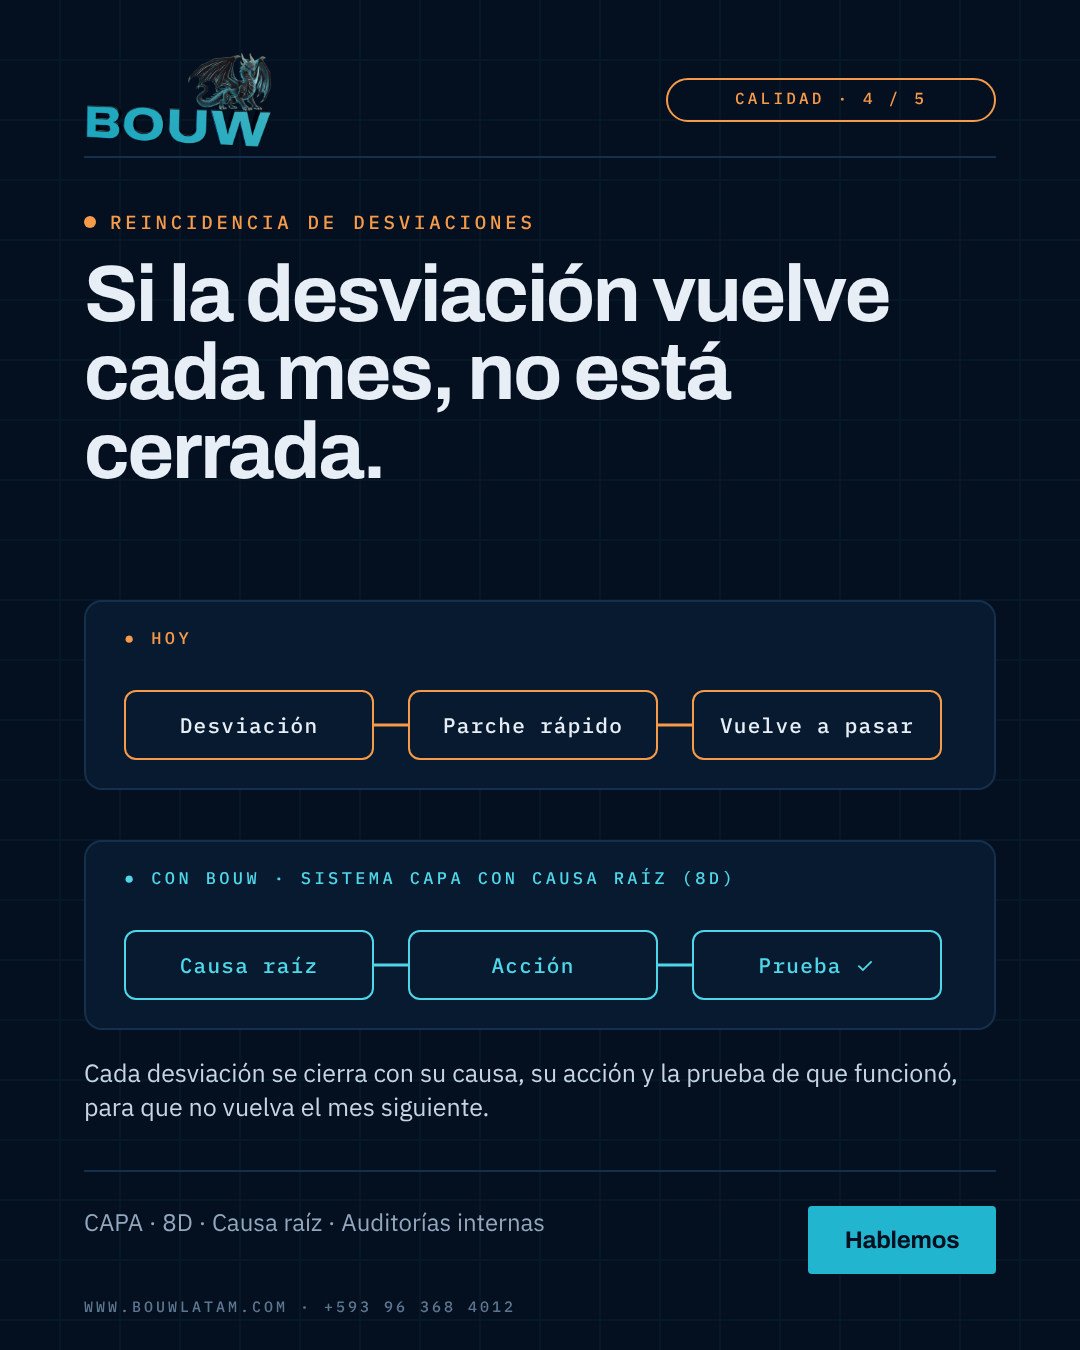 BOUW
CALIDAD · 4 / 5
REINCIDENCIA DE DESVIACIONES
Si la desviación vuelve
cada mes, no está
cerrada.
• HOY
Desviación
Parche rápido
Vuelve a pasar
• CON BOUW · SISTEMA CAPA CON CAUSA RAÍZ (8D)
Causa raíz
Acción
Prueba ✓
Cada desviación se cierra con su causa, su acción y la prueba de que funcionó,
para que no vuelva el mes siguiente.
CAPA · 8D · Causa raíz · Auditorías internas
Hablemos
WWW.BOUWLATAM.COM · +593 96 368 4012